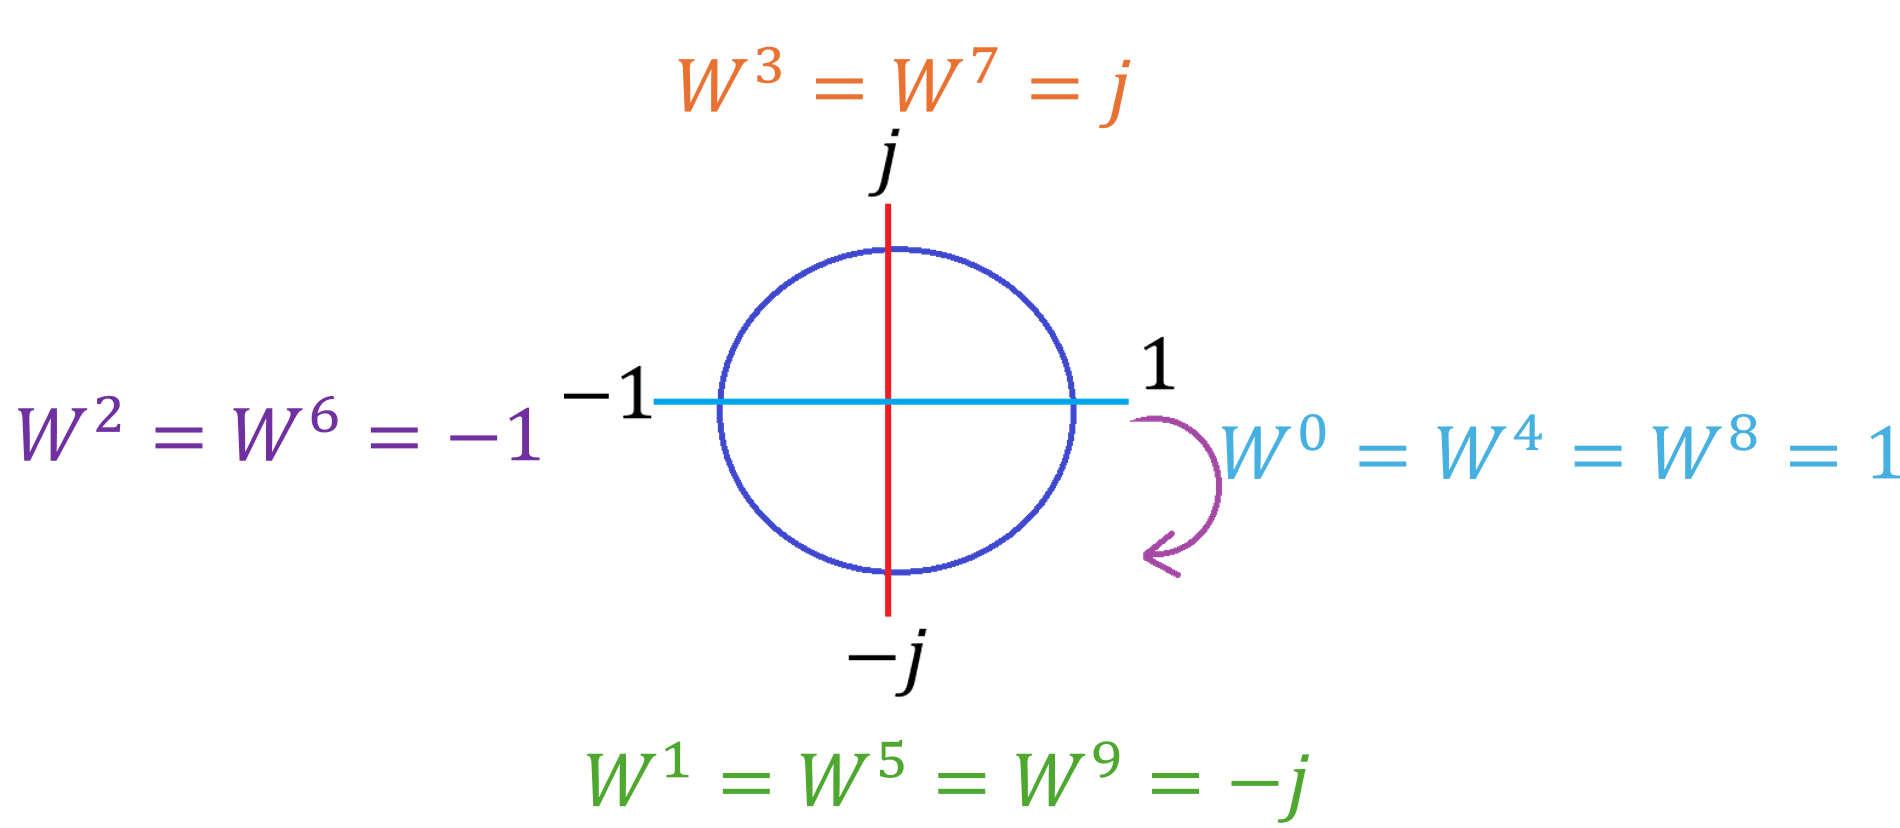 W³ = W⁷ = j
j
1
−1
W² = W⁶ = −1
W⁰ = W⁴ = W⁸ = 1
−j
W¹ = W⁵ = W⁹ = −j